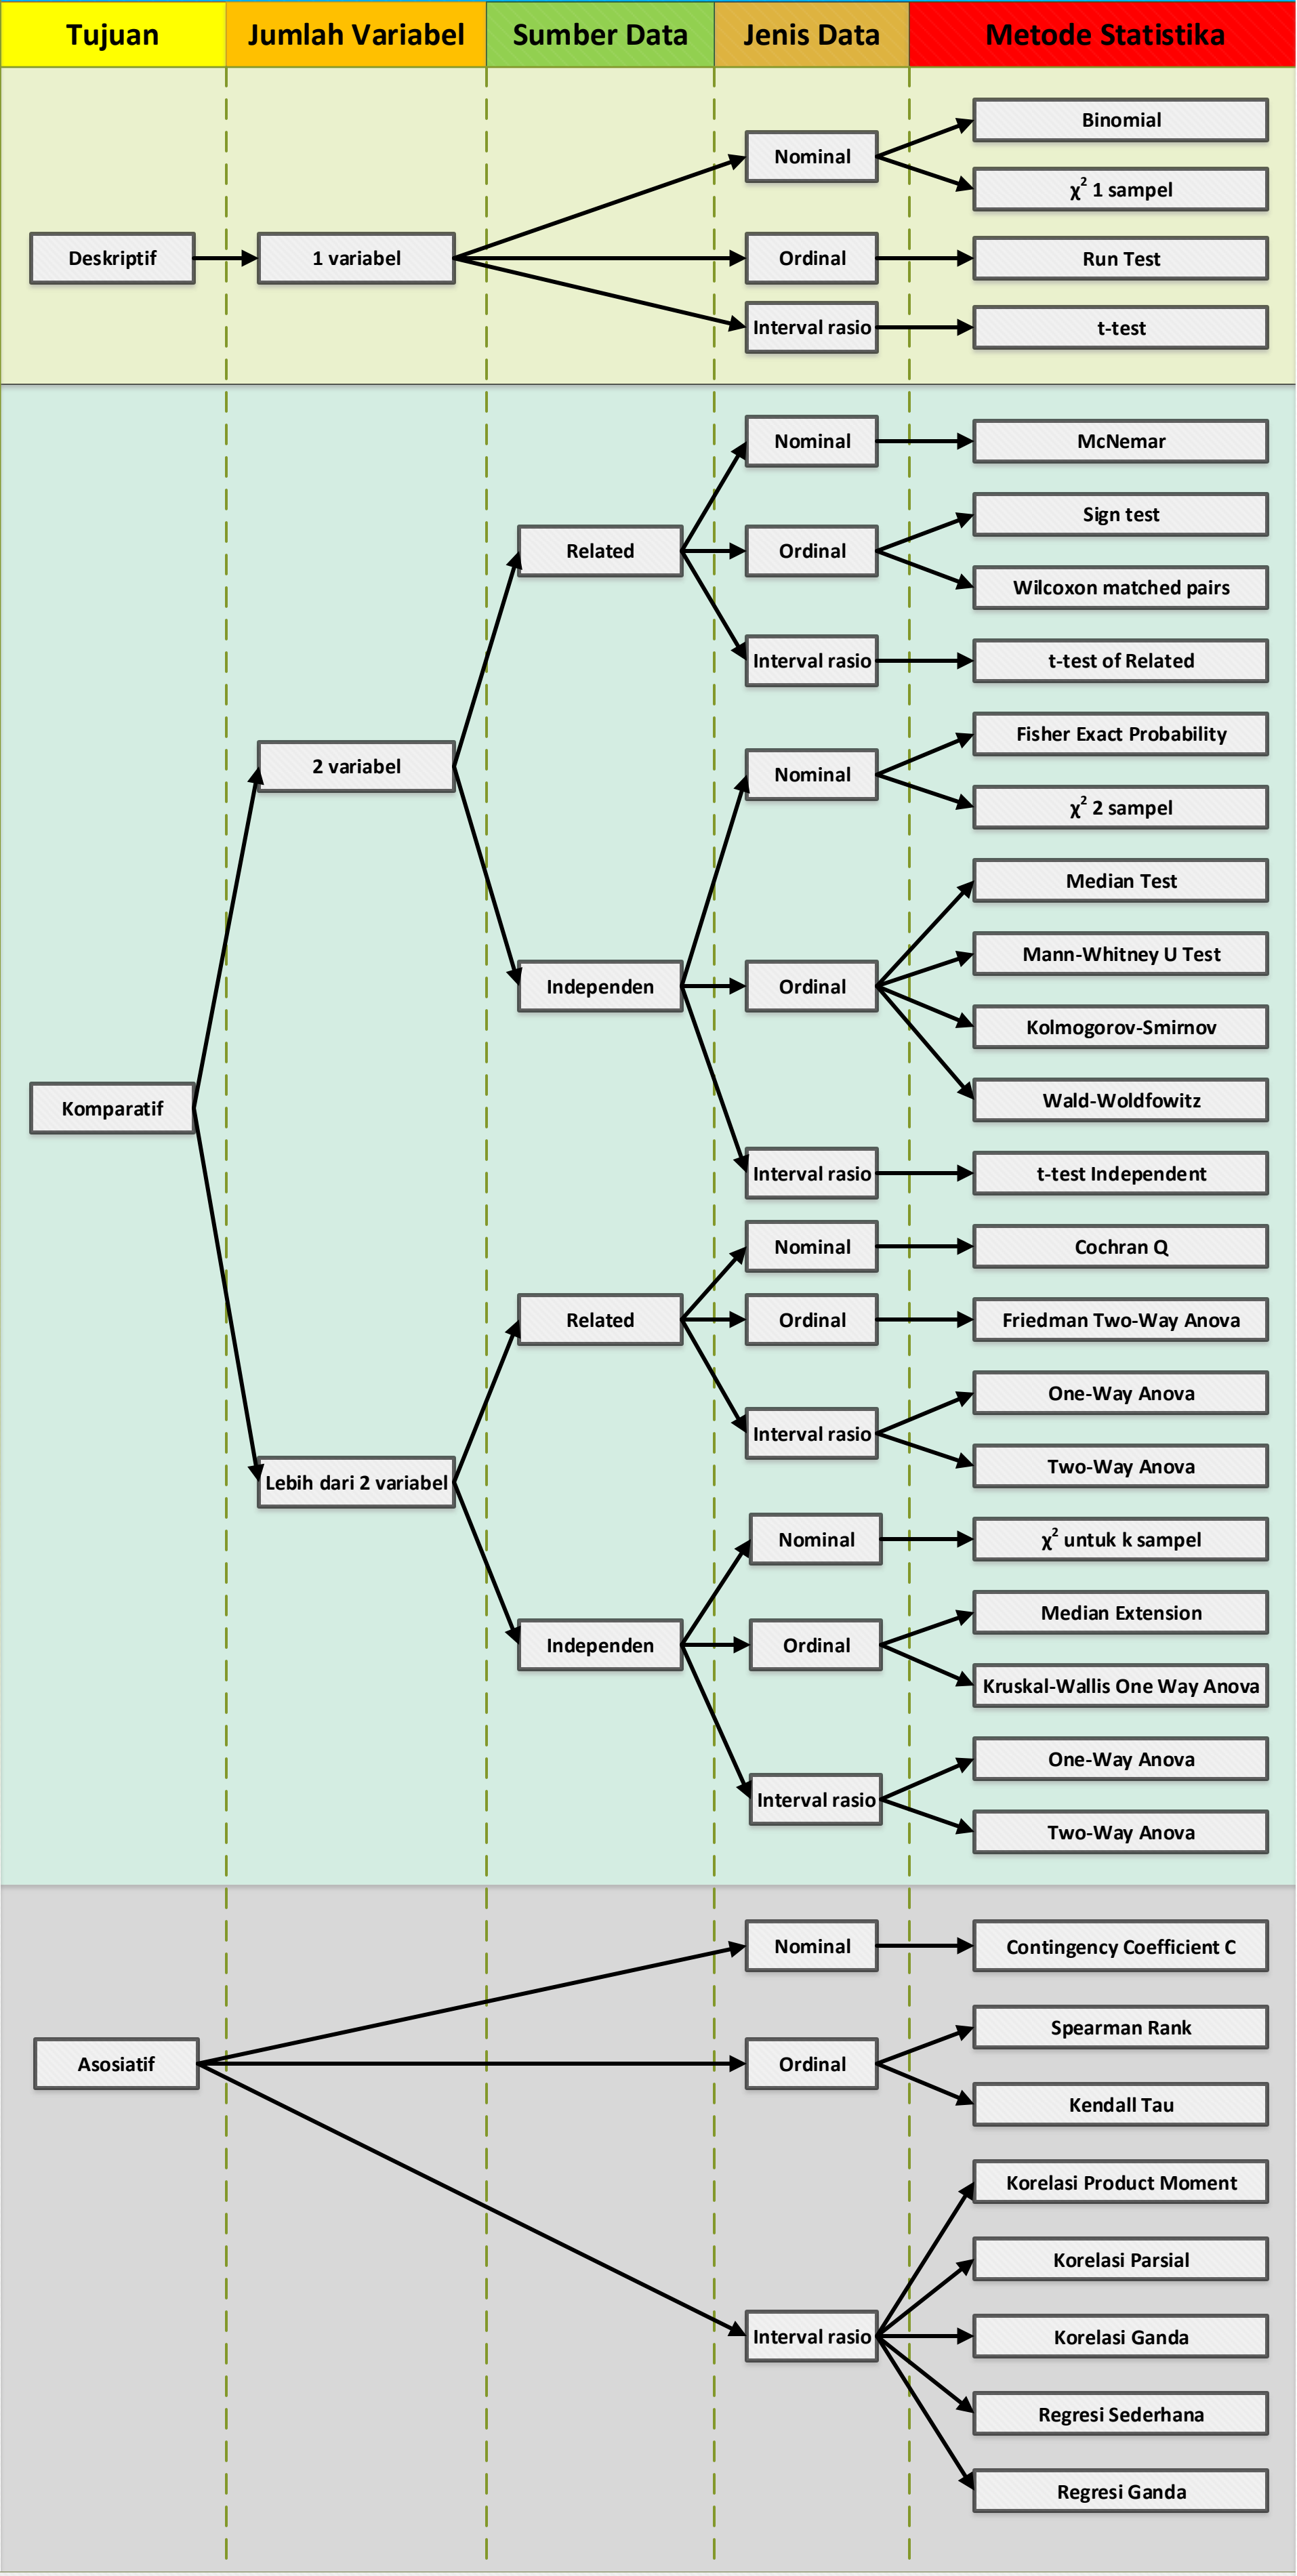 Tujuan
Jumlah Variabel
Sumber Data
Jenis Data
Metode Statistika
Deskriptif
1 variabel
Nominal
Binomial
χ² 1 sampel
Ordinal
Run Test
Interval rasio
t-test
Komparatif
2 variabel
Related
Nominal
McNemar
Ordinal
Sign test
Wilcoxon matched pairs
Interval rasio
t-test of Related
Independen
Nominal
Fisher Exact Probability
χ² 2 sampel
Ordinal
Median Test
Mann-Whitney U Test
Kolmogorov-Smirnov
Wald-Woldfowitz
Interval rasio
t-test Independent
Lebih dari 2 variabel
Related
Nominal
Cochran Q
Ordinal
Friedman Two-Way Anova
Interval rasio
One-Way Anova
Two-Way Anova
Independen
Nominal
χ² untuk k sampel
Ordinal
Median Extension
Kruskal-Wallis One Way Anova
Interval rasio
One-Way Anova
Two-Way Anova
Asosiatif
Nominal
Contingency Coefficient C
Ordinal
Spearman Rank
Kendall Tau
Interval rasio
Korelasi Product Moment
Korelasi Parsial
Korelasi Ganda
Regresi Sederhana
Regresi Ganda